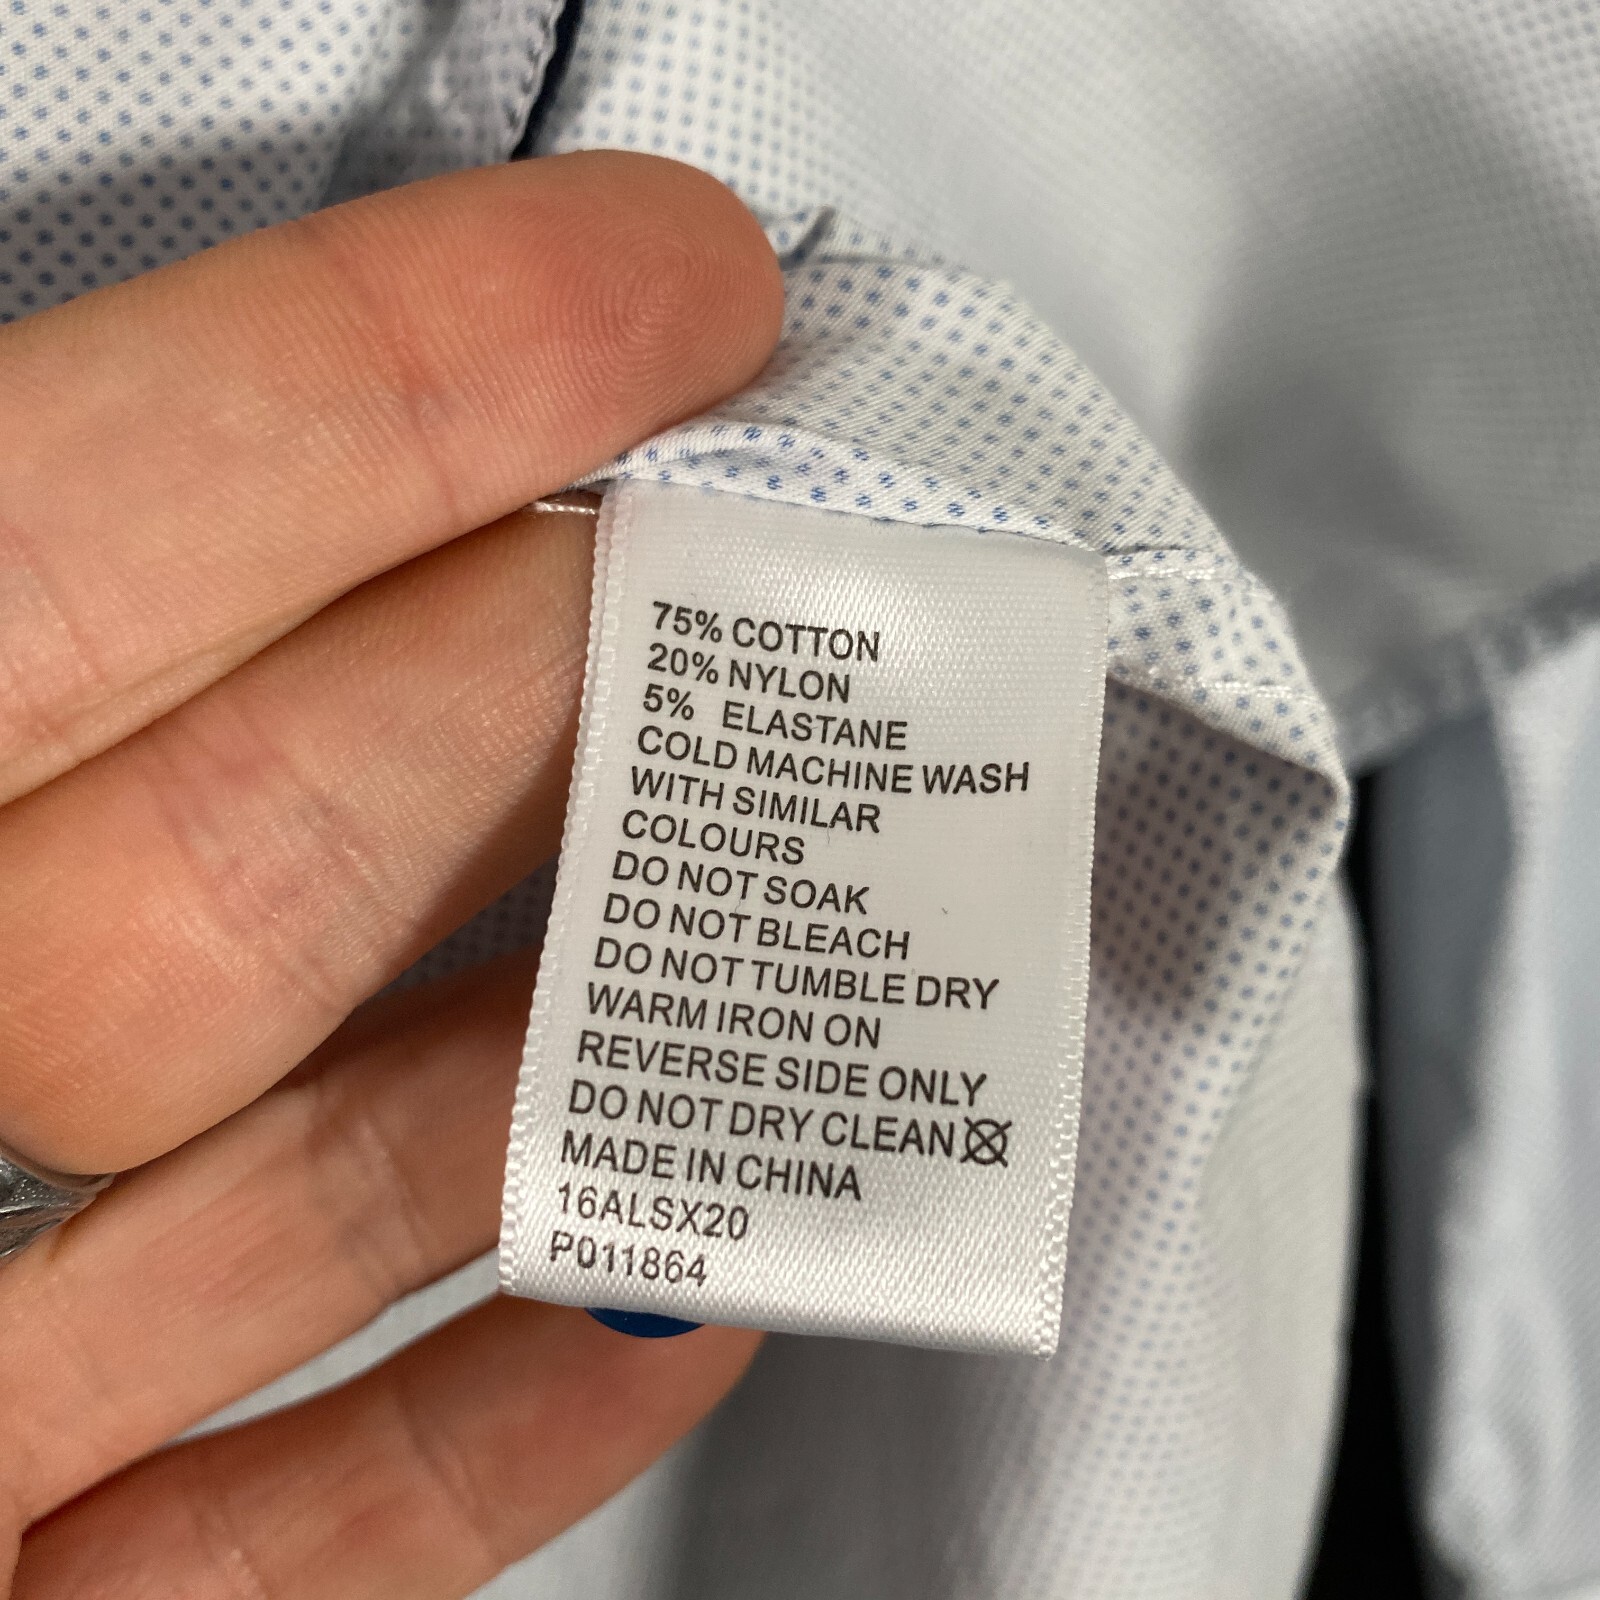 75% COTTON
20% NYLON
5% ELASTANE
COLD MACHINE WASH
WITH SIMILAR
COLOURS
DO NOT SOAK
DO NOT BLEACH
DO NOT TUMBLE DRY
WARM IRON ON
REVERSE SIDE ONLY
DO NOT DRY CLEAN
MADE IN CHINA
16ALSX20
P011864